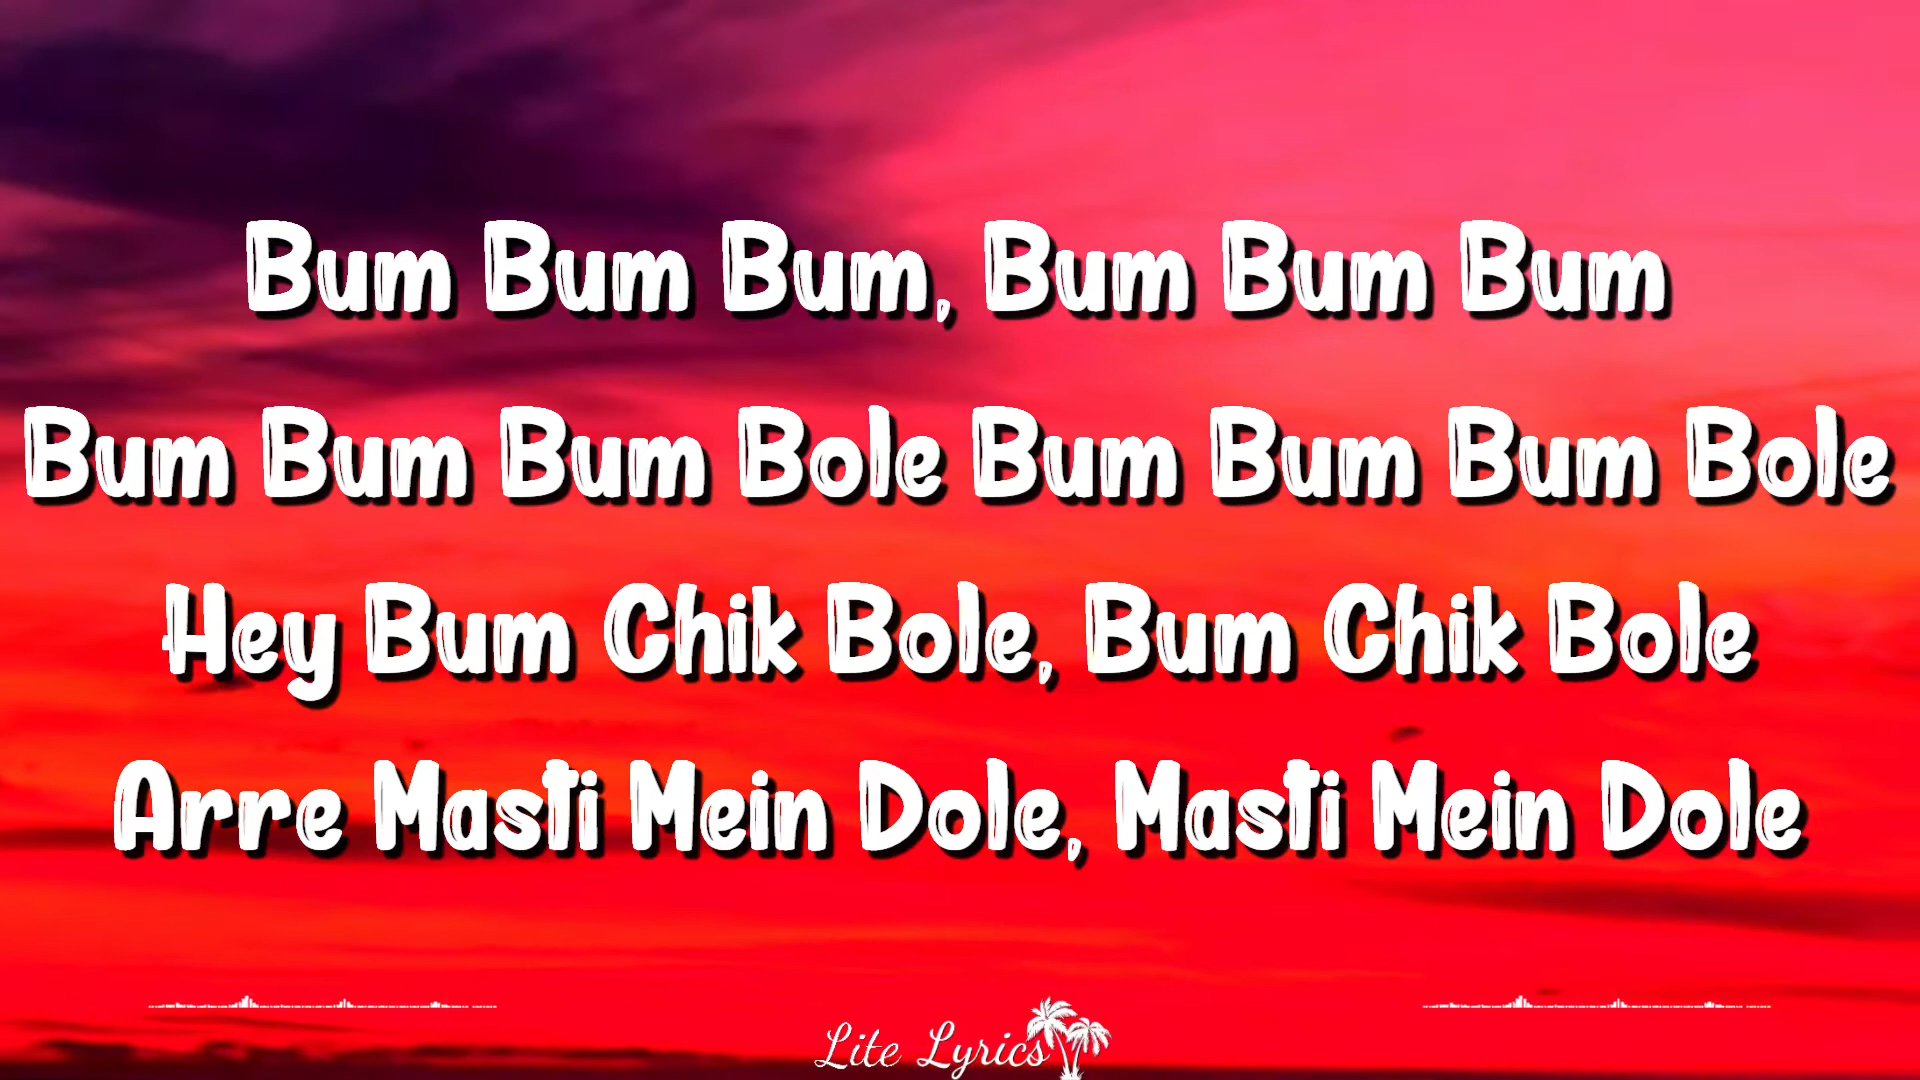 Bum Bum Bum, Bum Bum Bum
Bum Bum Bum Bole Bum Bum Bum Bole
Hey Bum Chik Bole, Bum Chik Bole
Arre Masti Mein Dole, Masti Mein Dole
Lite Lyrics